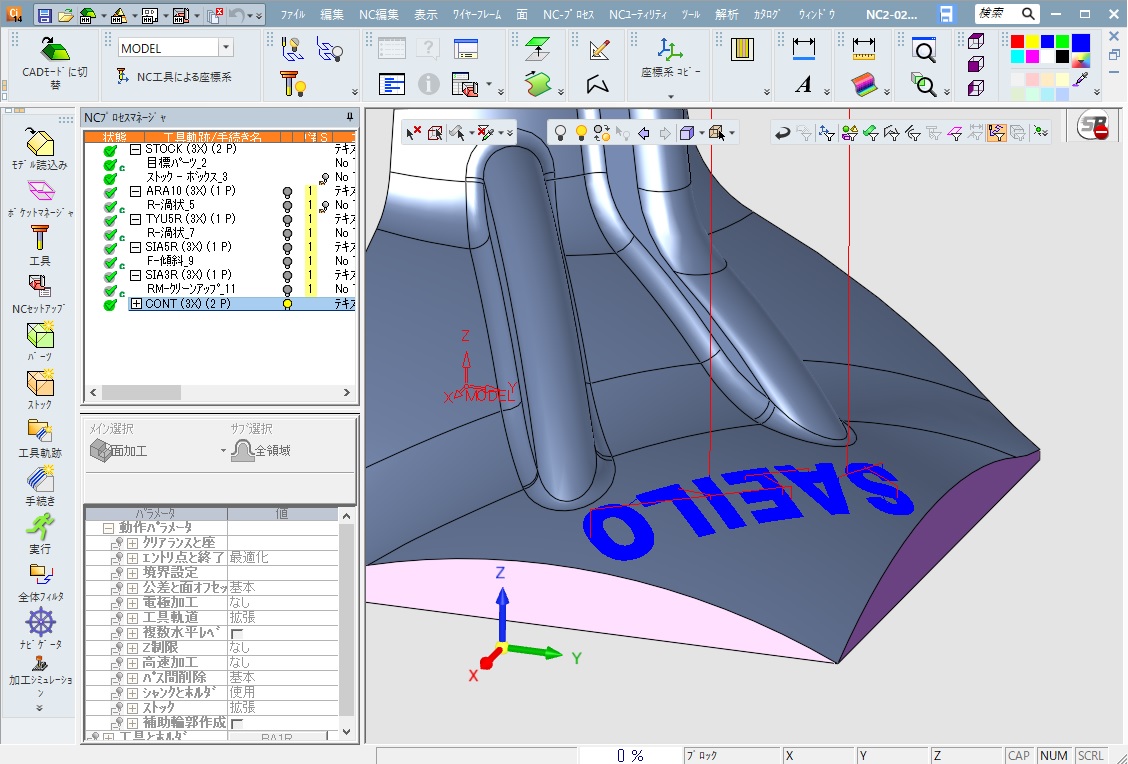 ファイル 編集 NC編集 表示 ワイヤーフレーム 面 NC-プロセス NCユーティリティ ツール 解析 カタログ ウィンドウ NC2-02... 検索
CADモードに切替
MODEL
NC工具による座標系
座標系コピー
モデル読込み
ポケットマネージャ
工具
NCセットアップ
パーツ
ストック
工具軌跡
手続き
実行
全体フィルタ
ナビゲータ
加工シミュレーション
NCプロセスマネージャ
状態 工具軌跡/手続き名 S
STOCK (3X) (2 P) テキス
目標パーツ_2 No
ストック - ボックス_3 No
ARA10 (3X) (1 P) 1 テキス
R-渦状_5 1 No
TYU5R (3X) (1 P) 1 テキス
R-渦状_7 1 No
SIA5R (3X) (1 P) 1 テキス
F-傾斜_9 1 No
SIA3R (3X) (1 P) 1 テキス
RM-クリーンアップ_11 1 No
CONT (3X) (2 P) テキス
メイン選択 サブ選択
面加工 全領域
パラメータ 値
動作パラメータ
クリアランスと座
エントリ点と終了 最適化
境界設定
公差と面オフセッ 基本
電極加工 なし
工具軌道 拡張
複数水平レベ
Z制限 なし
高速加工 なし
パス間削除 基本
シャンクとホルダ 使用
ストック 拡張
補助輪郭作成
工具とホルダ BA1R
Z
X MODEL Y
SAEILO
Z
Y
X
0 % ブロック X Y Z CAP NUM SCRL